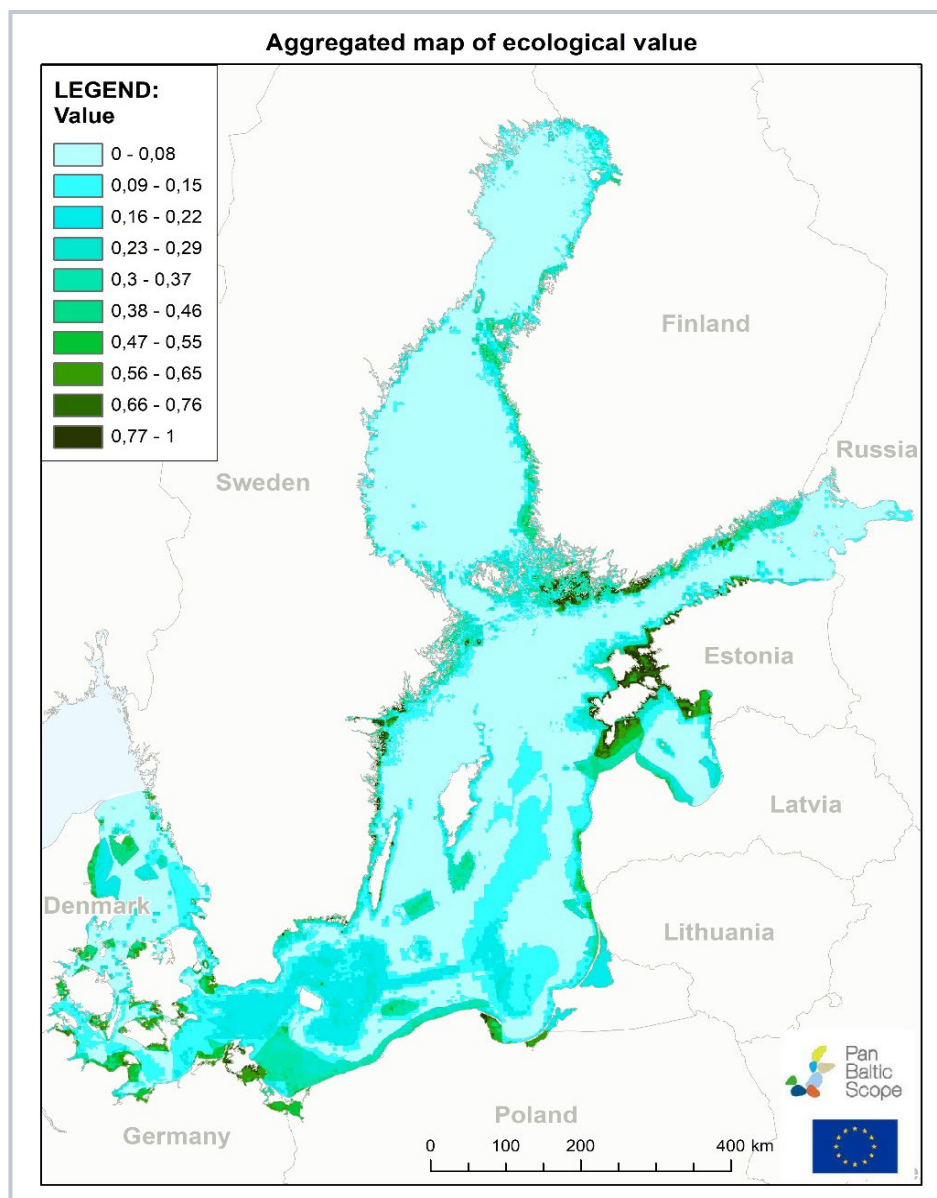 Aggregated map of ecological value
LEGEND:
Value
0 - 0,08
0,09 - 0,15
0,16 - 0,22
0,23 - 0,29
0,3 - 0,37
0,38 - 0,46
0,47 - 0,55
0,56 - 0,65
0,66 - 0,76
0,77 - 1
Finland
Russia
Sweden
Estonia
Latvia
Denmark
Lithuania
Pan
Baltic
Scope
Poland
Germany
0 100 200 400 km